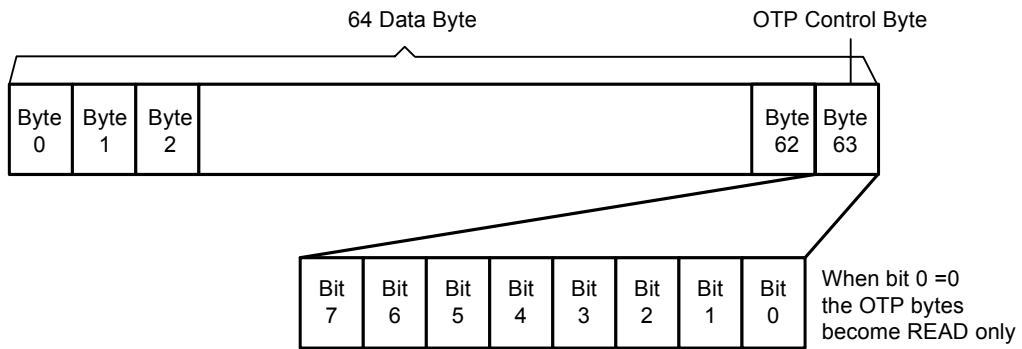 64 Data Byte
OTP Control Byte
Byte 0
Byte 1
Byte 2
Byte 62
Byte 63
Bit 7
Bit 6
Bit 5
Bit 4
Bit 3
Bit 2
Bit 1
Bit 0
When bit 0 =0
the OTP bytes
become READ only